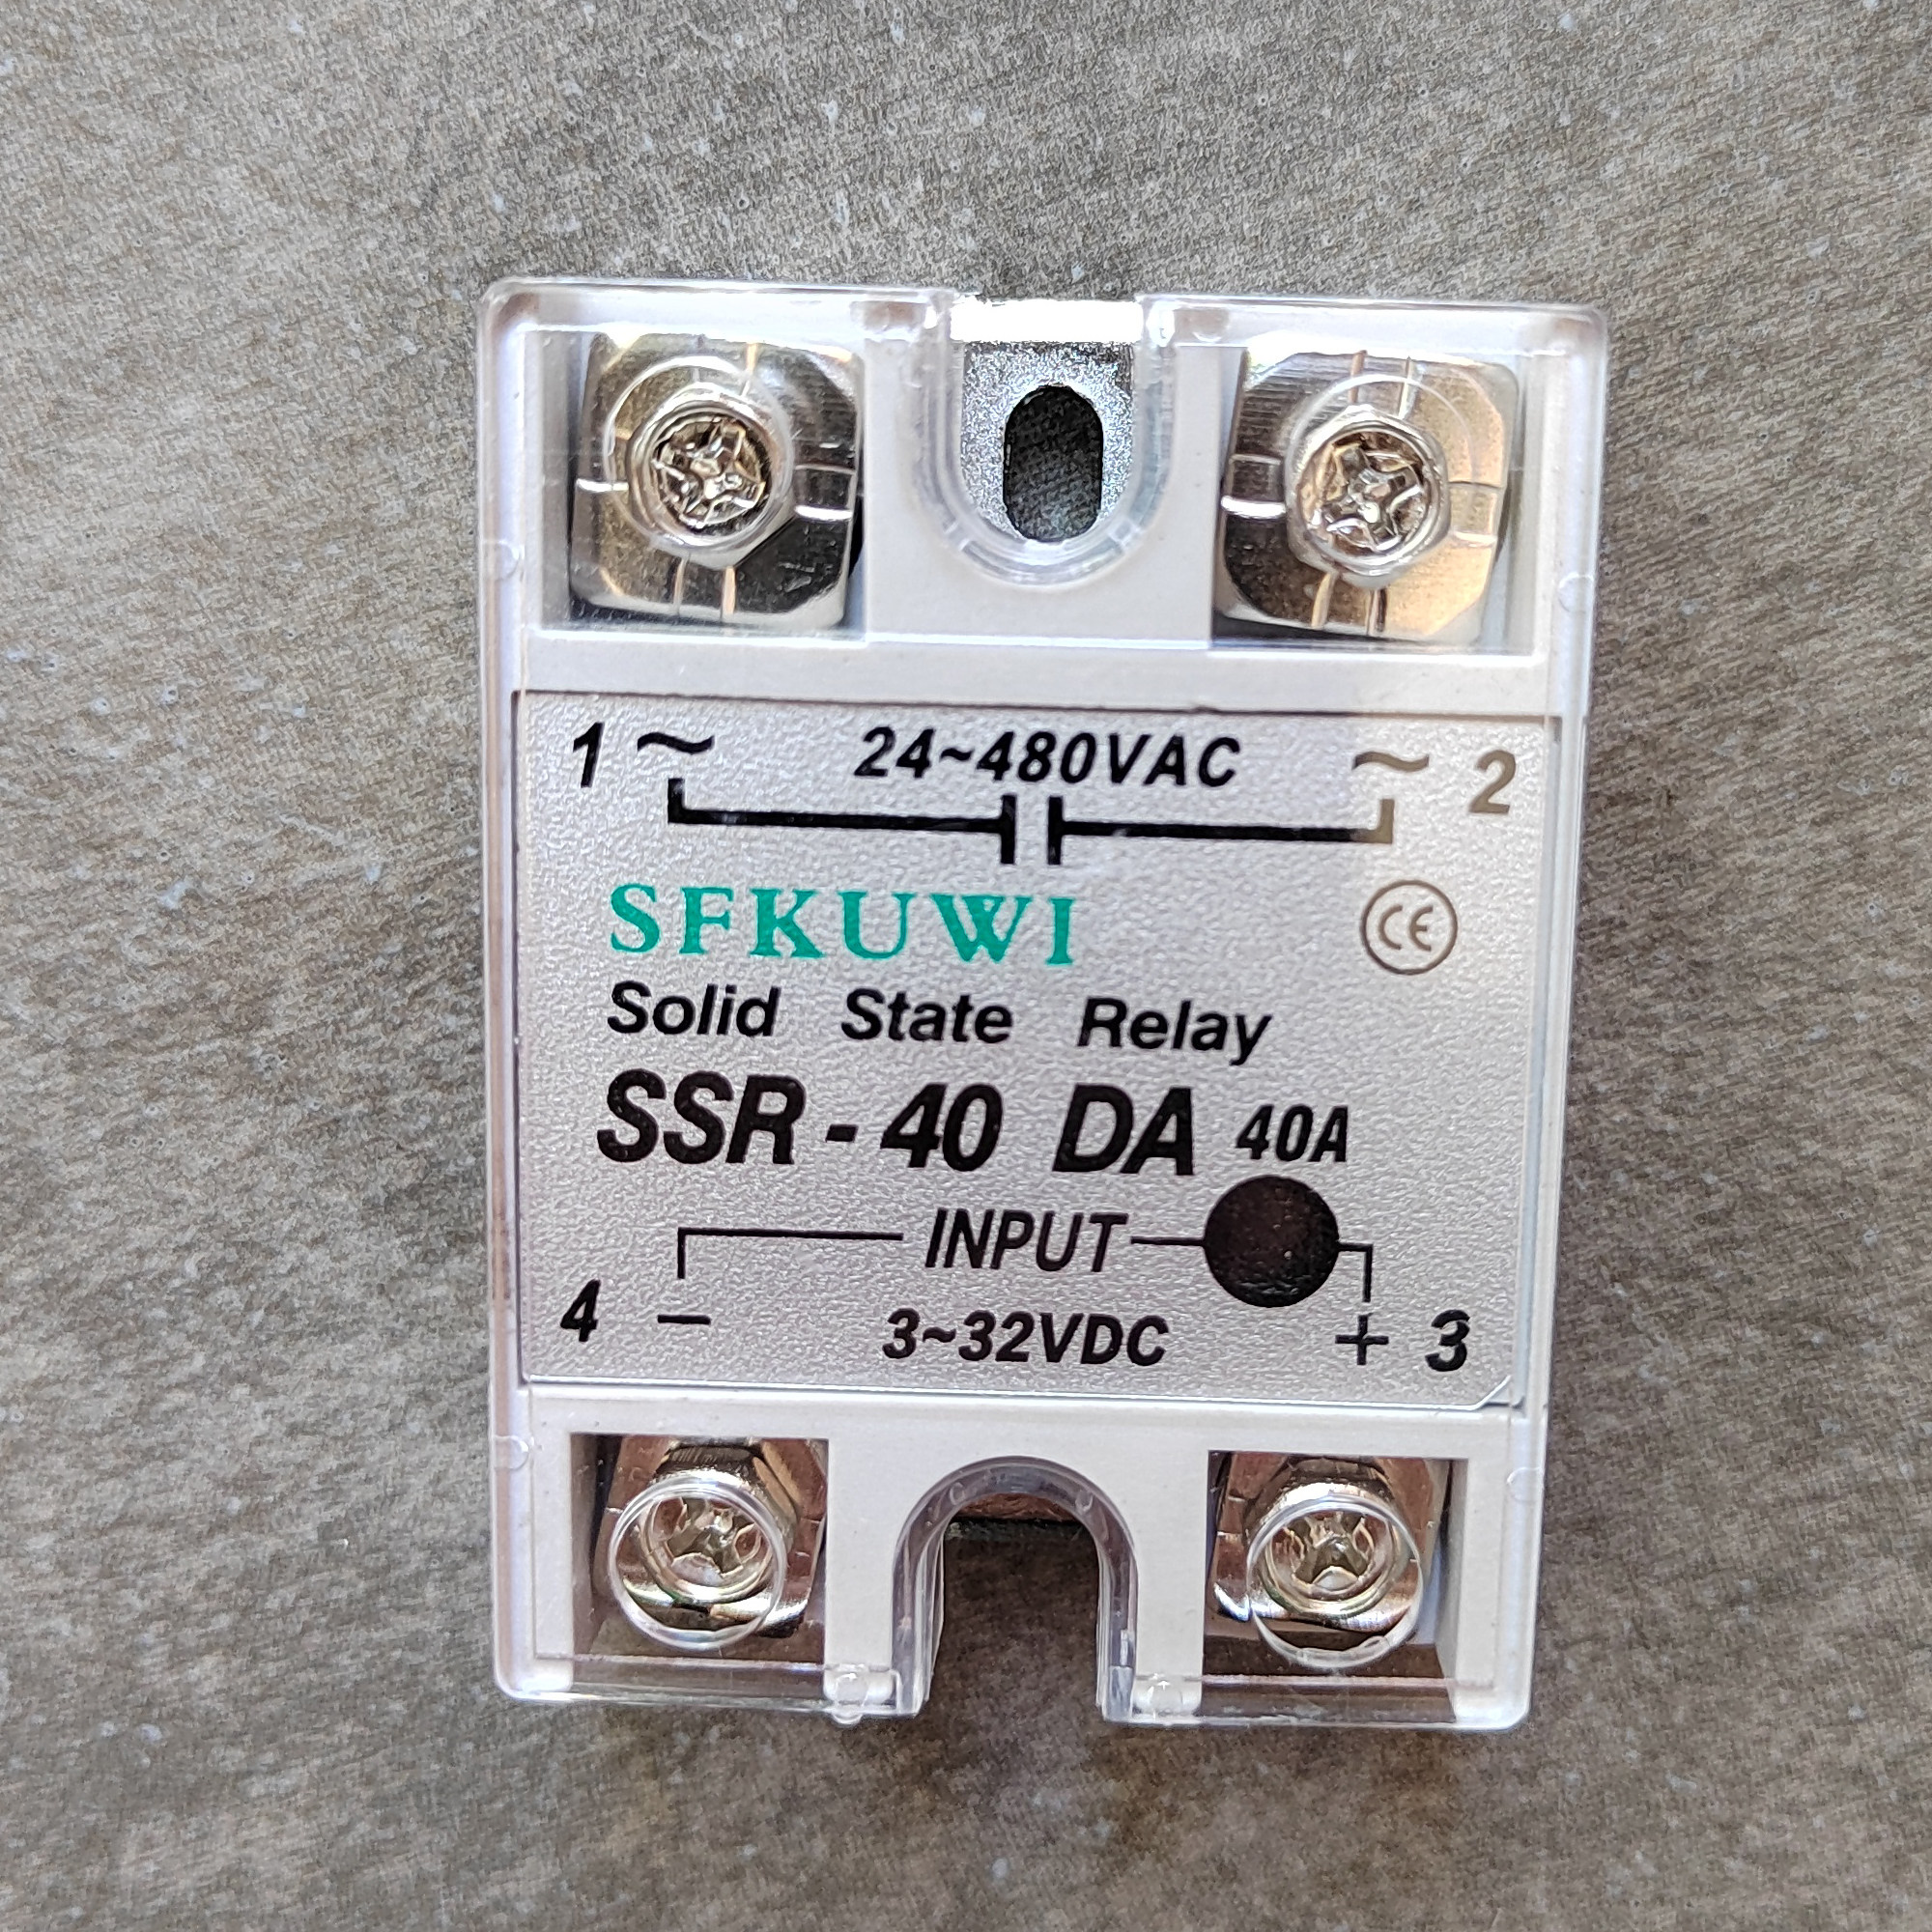 1 ~ 24~480VAC ~ 2
SFKUWI CE
Solid State Relay
SSR - 40 DA 40A
INPUT
4 − 3~32VDC + 3